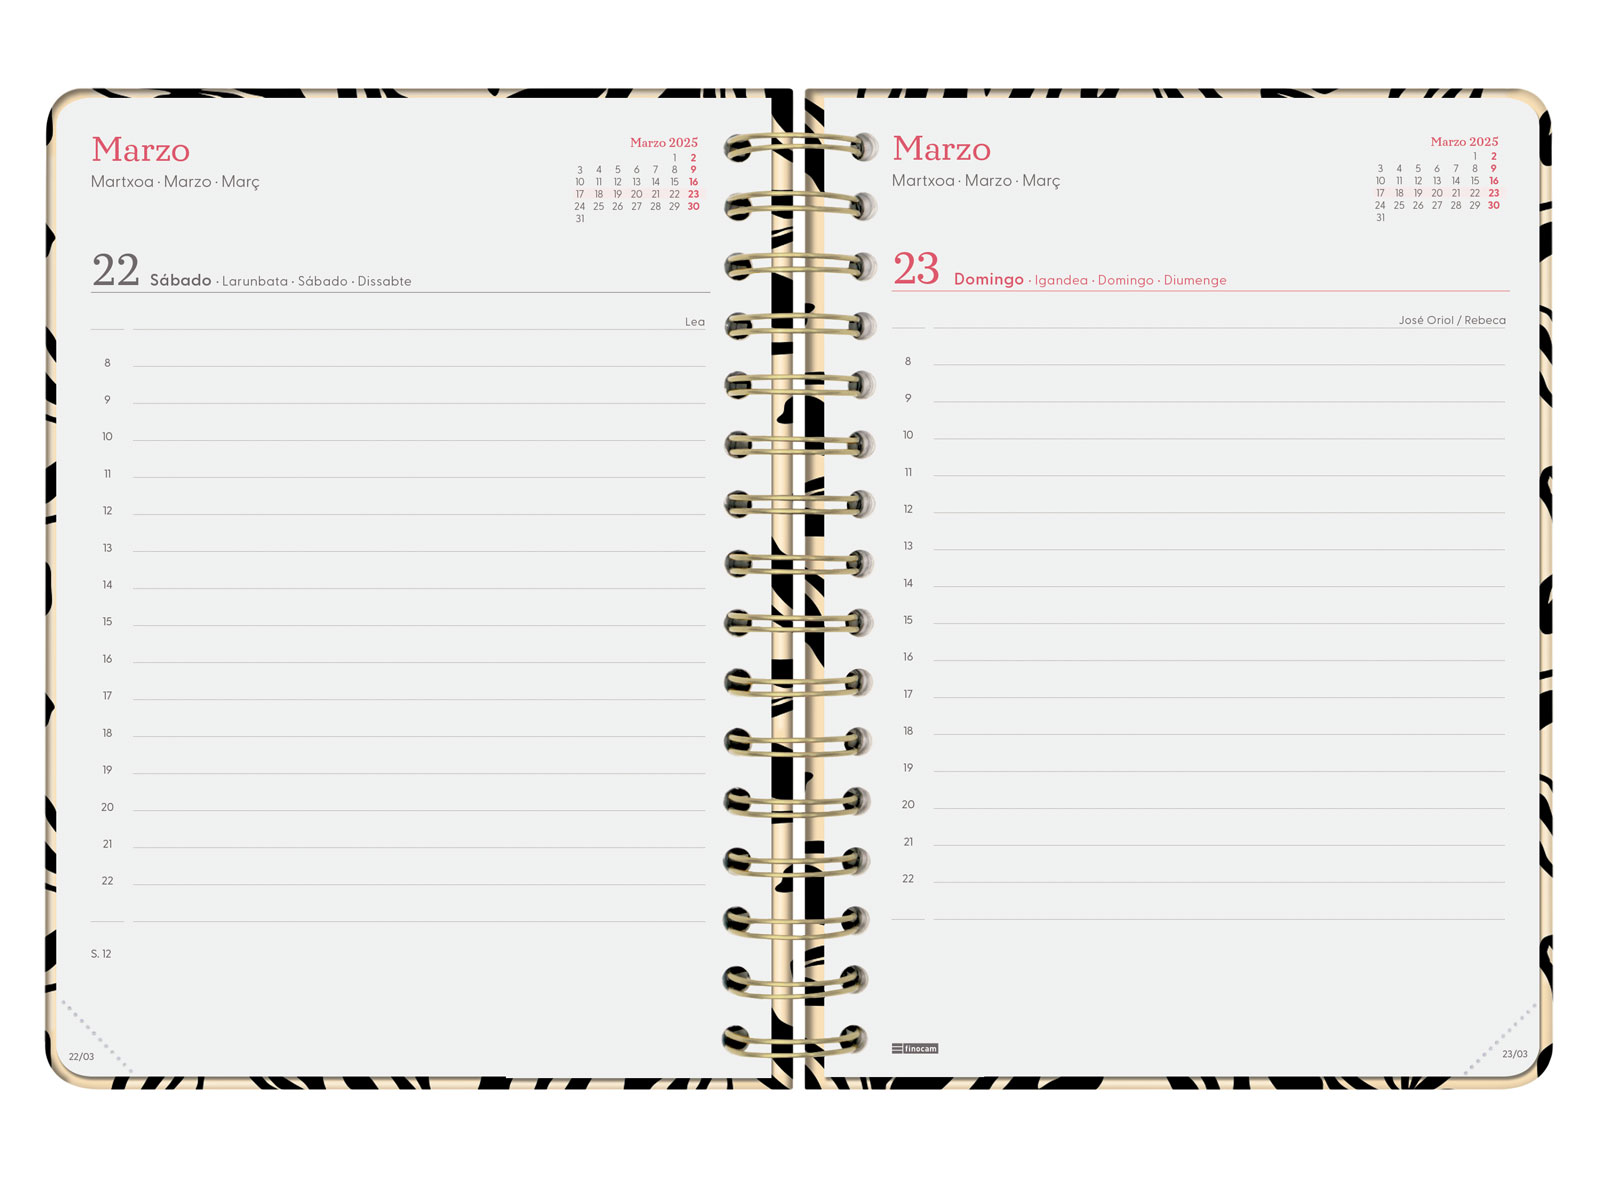 Marzo
Martxoa · Marzo · Març
Marzo 2025
1 2
3 4 5 6 7 8 9
10 11 12 13 14 15 16
17 18 19 20 21 22 23
24 25 26 27 28 29 30
31
22 Sábado · Larunbata · Sábado · Dissabte
Lea
8
9
10
11
12
13
14
15
16
17
18
19
20
21
22
S. 12
22/03
Marzo
Martxoa · Marzo · Març
Marzo 2025
1 2
3 4 5 6 7 8 9
10 11 12 13 14 15 16
17 18 19 20 21 22 23
24 25 26 27 28 29 30
31
23 Domingo · Igandea · Domingo · Diumenge
José Oriol / Rebeca
8
9
10
11
12
13
14
15
16
17
18
19
20
21
22
finocam
23/03